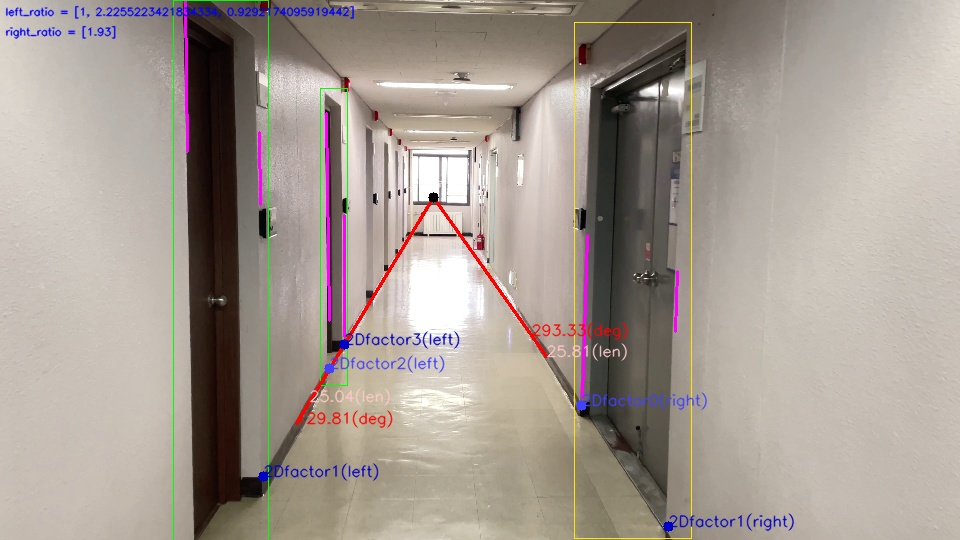 left_ratio = [1, 2.2255223421834334, 0.9292174095919442]
right_ratio = [1.93]
293.33(deg)
25.81(len)
2Dfactor3(left)
2Dfactor2(left)
25.04(len)
29.81(deg)
2Dfactor0(right)
2Dfactor1(left)
2Dfactor1(right)